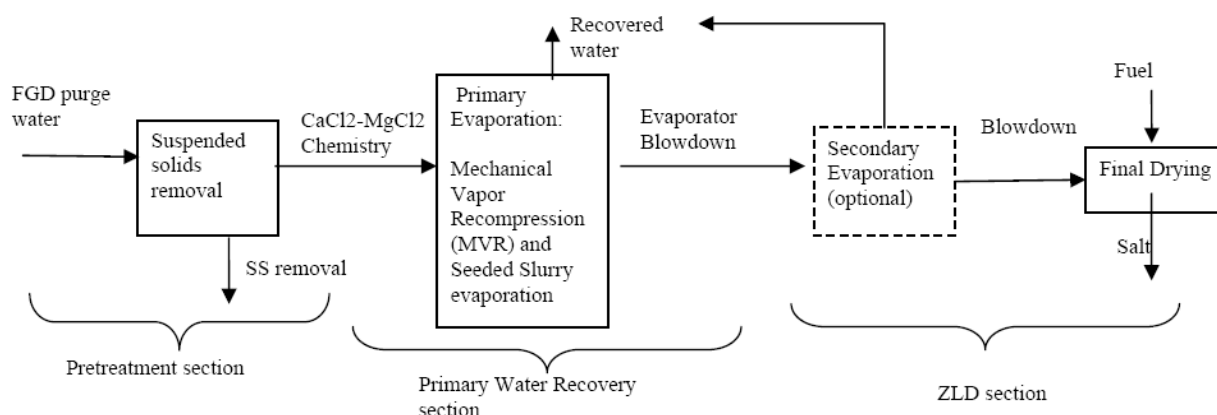 FGD purge
water
Suspended
solids
removal
SS removal
Pretreatment section
CaCl2-MgCl2
Chemistry
Recovered
water
Primary
Evaporation:
Mechanical
Vapor
Recompression
(MVR) and
Seeded Slurry
evaporation
Primary Water Recovery
section
Evaporator
Blowdown
Secondary
Evaporation
(optional)
Blowdown
Fuel
Final Drying
Salt
ZLD section